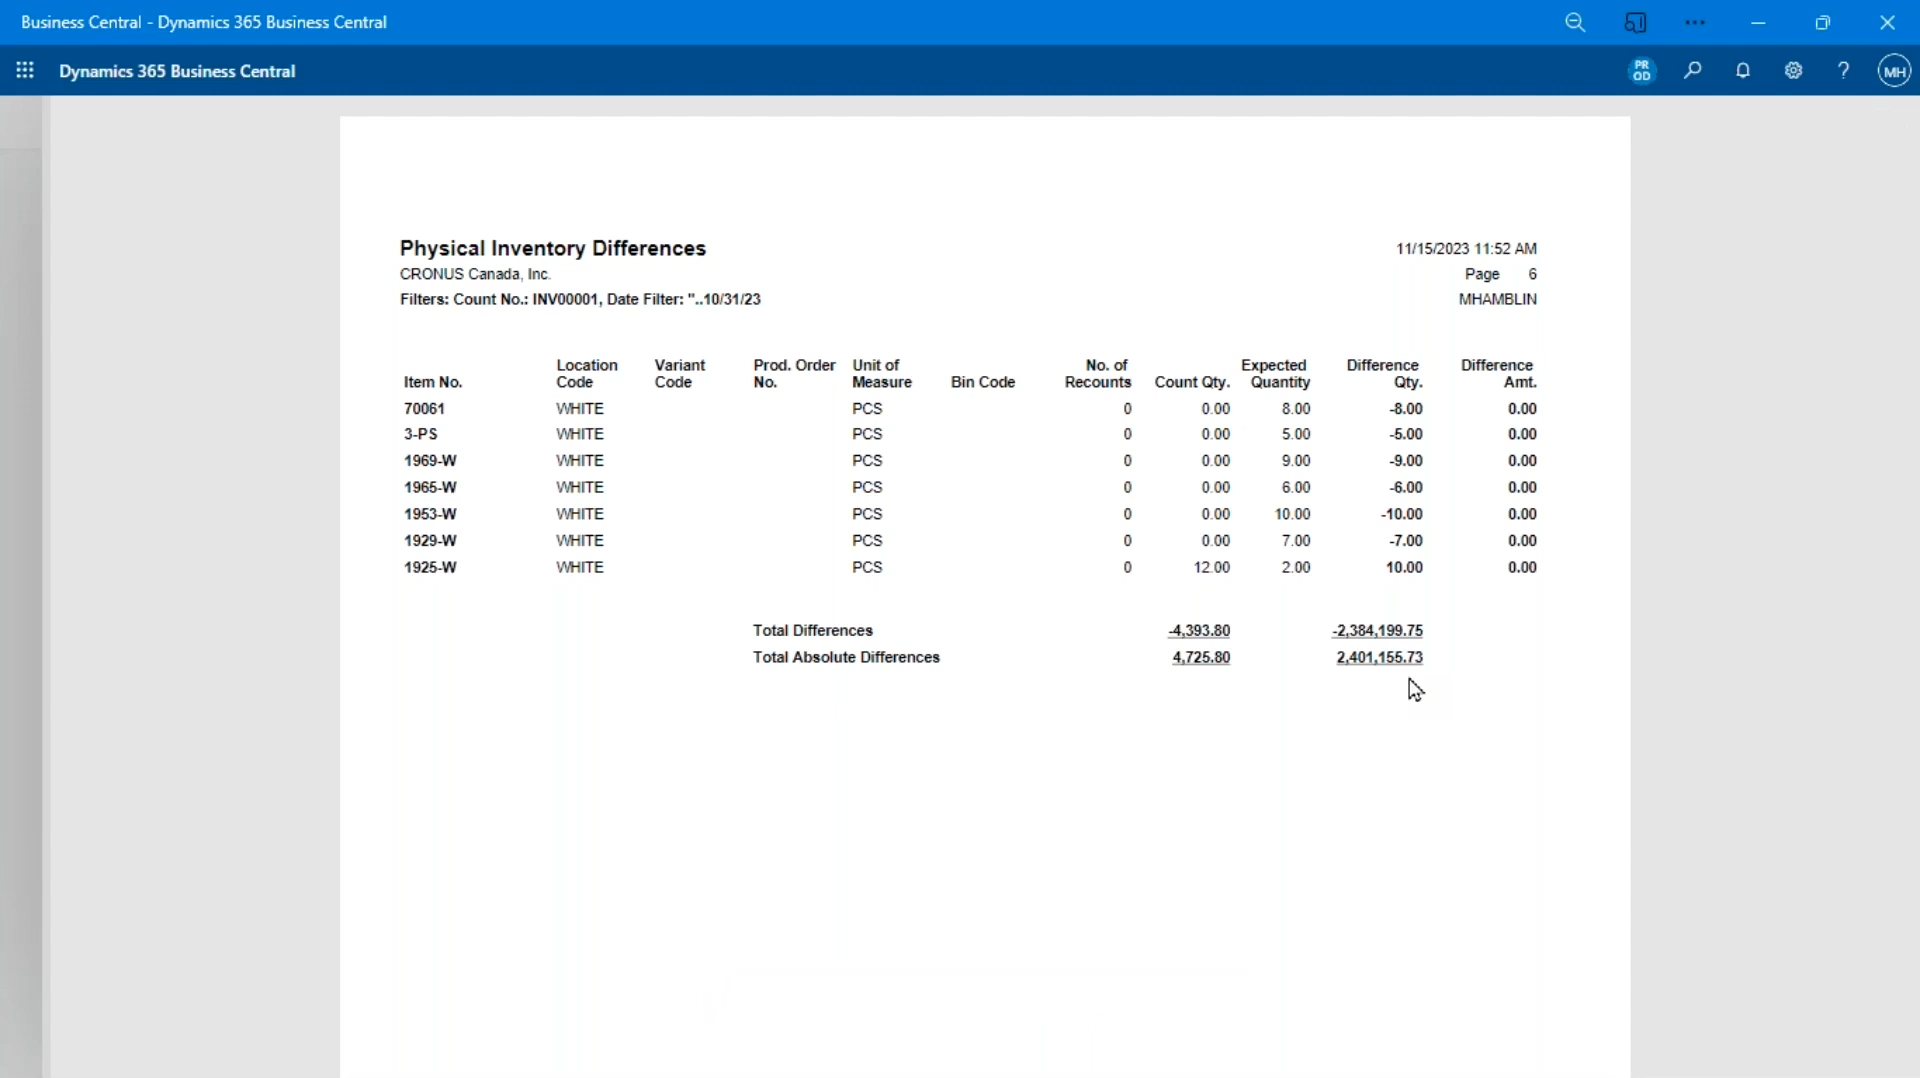 Business Central - Dynamics 365 Business Central
Dynamics 365 Business Central
PR
OD
?
MH
Physical Inventory Differences
11/15/2023 11:52 AM
CRONUS Canada, Inc.
Page 6
Filters: Count No.: INV00001, Date Filter: ''..10/31/23
MHAMBLIN
Location Variant Prod. Order Unit of No. of Expected Difference Difference
Item No. Code Code No. Measure Bin Code Recounts Count Qty. Quantity Qty. Amt.
70061 WHITE PCS 0 0.00 8.00 -8.00 0.00
3-PS WHITE PCS 0 0.00 5.00 -5.00 0.00
1969-W WHITE PCS 0 0.00 9.00 -9.00 0.00
1965-W WHITE PCS 0 0.00 6.00 -6.00 0.00
1953-W WHITE PCS 0 0.00 10.00 -10.00 0.00
1929-W WHITE PCS 0 0.00 7.00 -7.00 0.00
1925-W WHITE PCS 0 12.00 2.00 10.00 0.00
Total Differences -4,393.80 -2,384,199.75
Total Absolute Differences 4,725.80 2,401,155.73